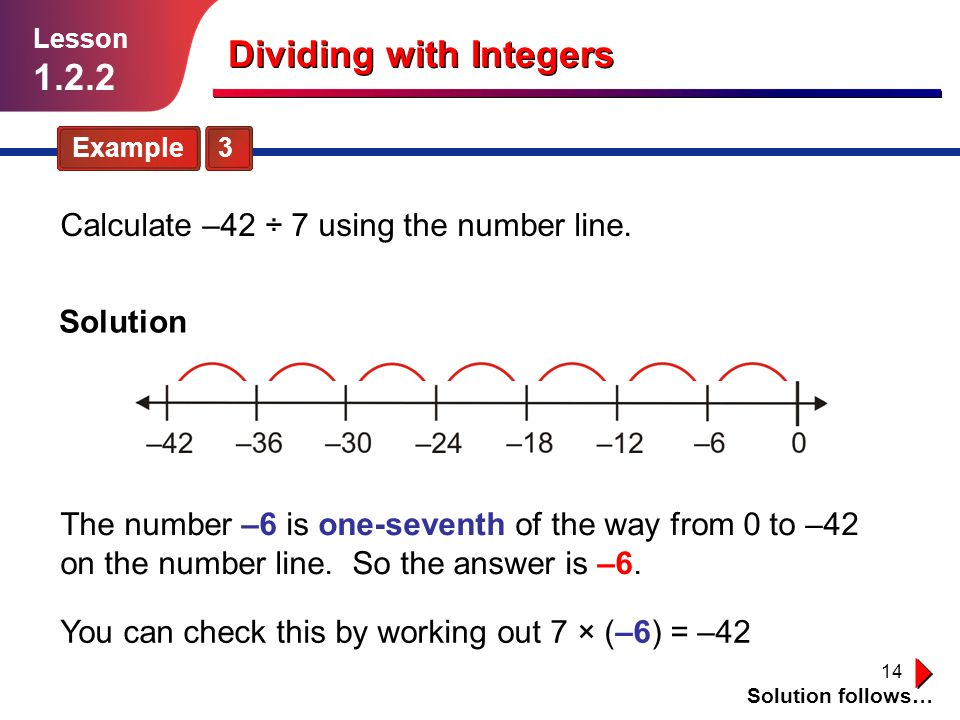 Lesson
1.2.2
Dividing with Integers
Example 3
Calculate –42 ÷ 7 using the number line.
Solution
–42 –36 –30 –24 –18 –12 –6 0
The number –6 is one-seventh of the way from 0 to –42
on the number line.  So the answer is –6.
You can check this by working out 7 × (–6) = –42
14
Solution follows…